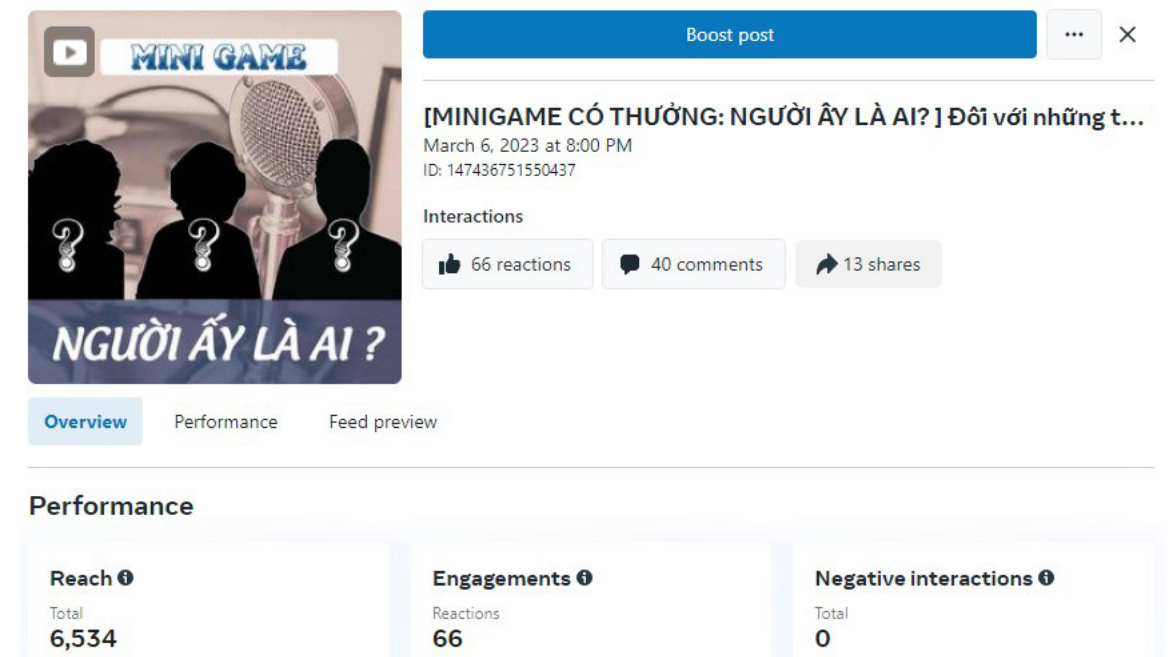 MINI GAME
NGƯỜI ẤY LÀ AI ?
Boost post
[MINIGAME CÓ THƯỞNG: NGƯỜI ẤY LÀ AI? ] Đối với những t...
March 6, 2023 at 8:00 PM
ID: 147436751550437
Interactions
66 reactions
40 comments
13 shares
Overview
Performance
Feed preview
Performance
Reach
Total
6,534
Engagements
Reactions
66
Negative interactions
Total
0